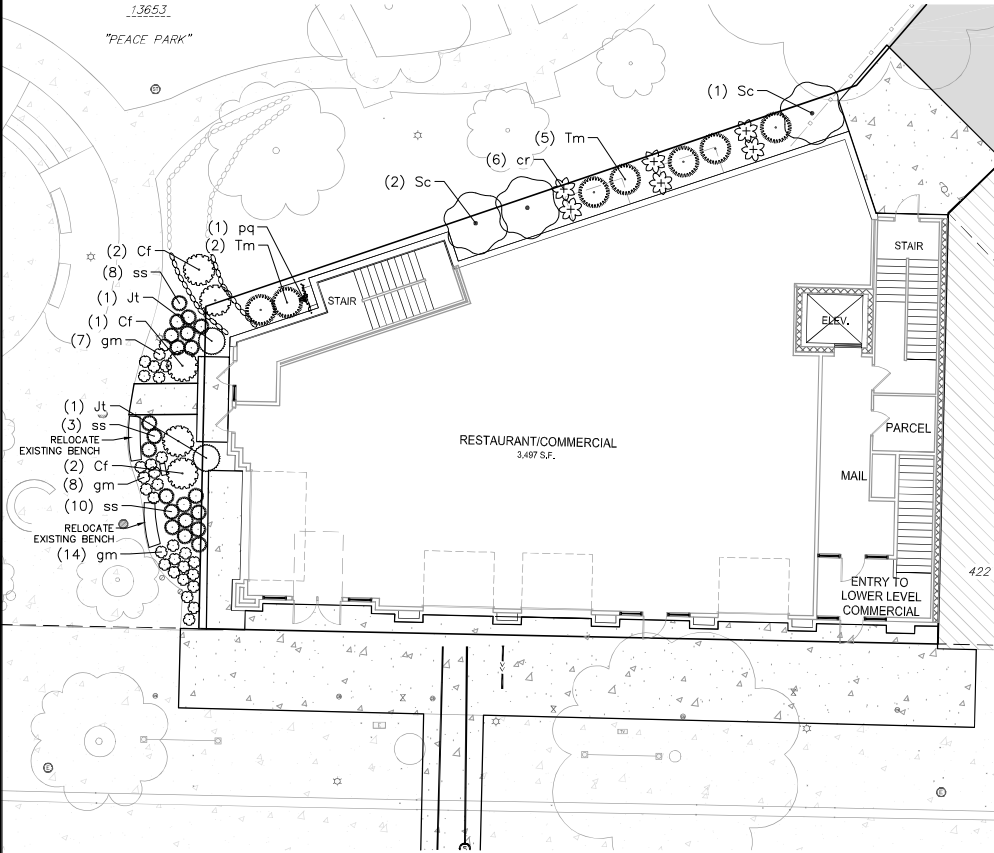 13653
"PEACE PARK"
(1) Sc
(5) Tm
(6) cr
(2) Sc
(1) pq
(2) Tm
(2) Cf
(8) ss
(1) Jt
(1) Cf
(7) gm
STAIR
STAIR
ELEV.
(1) Jt
(3) ss
RELOCATE
EXISTING BENCH
(2) Cf
(8) gm
(10) ss
RELOCATE
EXISTING BENCH
(14) gm
RESTAURANT/COMMERCIAL
3,497 S.F.
PARCEL
MAIL
ENTRY TO
LOWER LEVEL
COMMERCIAL
422
ST
E
E
S